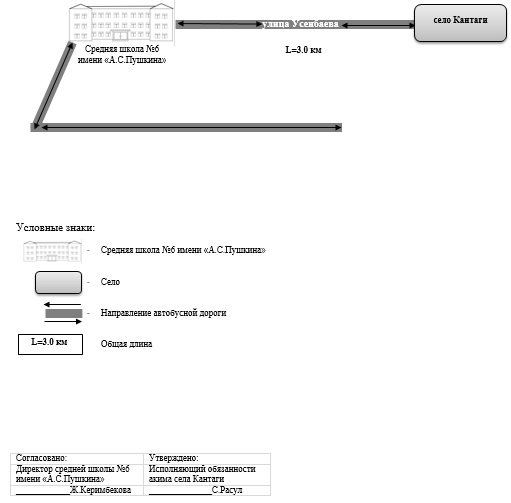 улица Усенбаева
село Кантаги
Средняя школа №6
имени «А.С.Пушкина»
L=3.0 км
Условные знаки:
- Средняя школа №6 имени «А.С.Пушкина»
- Село
- Направление автобусной дороги
L=3.0 км
Общая длина
Согласовано:
Директор средней школы №6
имени «А.С.Пушкина»
____________Ж.Керимбекова
Утверждено:
Исполняющий обязанности
акима села Кантаги
______________С.Расул